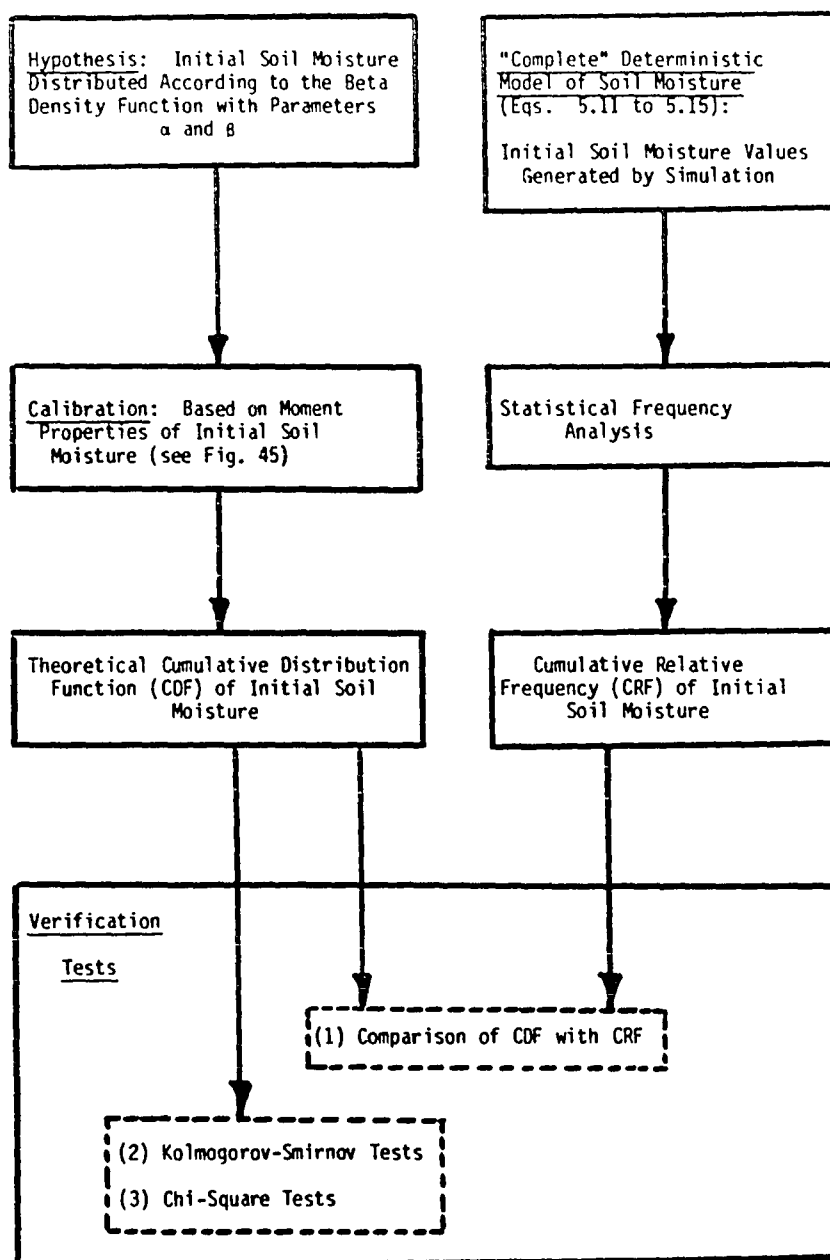 Hypothesis: Initial Soil Moisture
Distributed According to the Beta
Density Function with Parameters
α and β
"Complete" Deterministic
Model of Soil Moisture
(Eqs. 5.11 to 5.15):
Initial Soil Moisture Values
Generated by Simulation
Calibration: Based on Moment
Properties of Initial Soil
Moisture (see Fig. 45)
Statistical Frequency
Analysis
Theoretical Cumulative Distribution
Function (CDF) of Initial Soil
Moisture
Cumulative Relative
Frequency (CRF) of Initial
Soil Moisture
Verification
Tests
(1) Comparison of CDF with CRF
(2) Kolmogorov-Smirnov Tests
(3) Chi-Square Tests